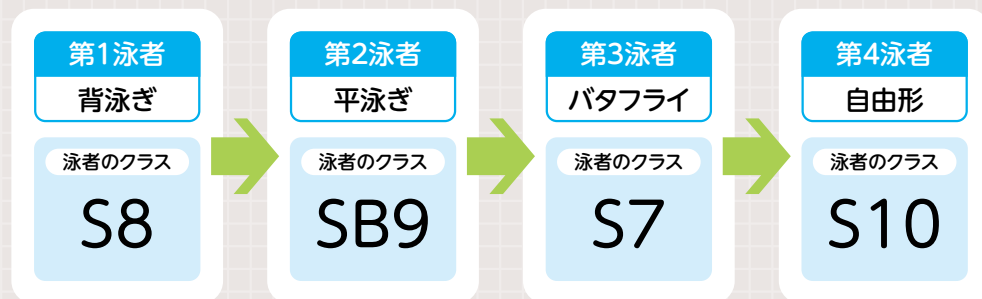 第1泳者
背泳ぎ
泳者のクラス
S8
第2泳者
平泳ぎ
泳者のクラス
SB9
第3泳者
バタフライ
泳者のクラス
S7
第4泳者
自由形
泳者のクラス
S10